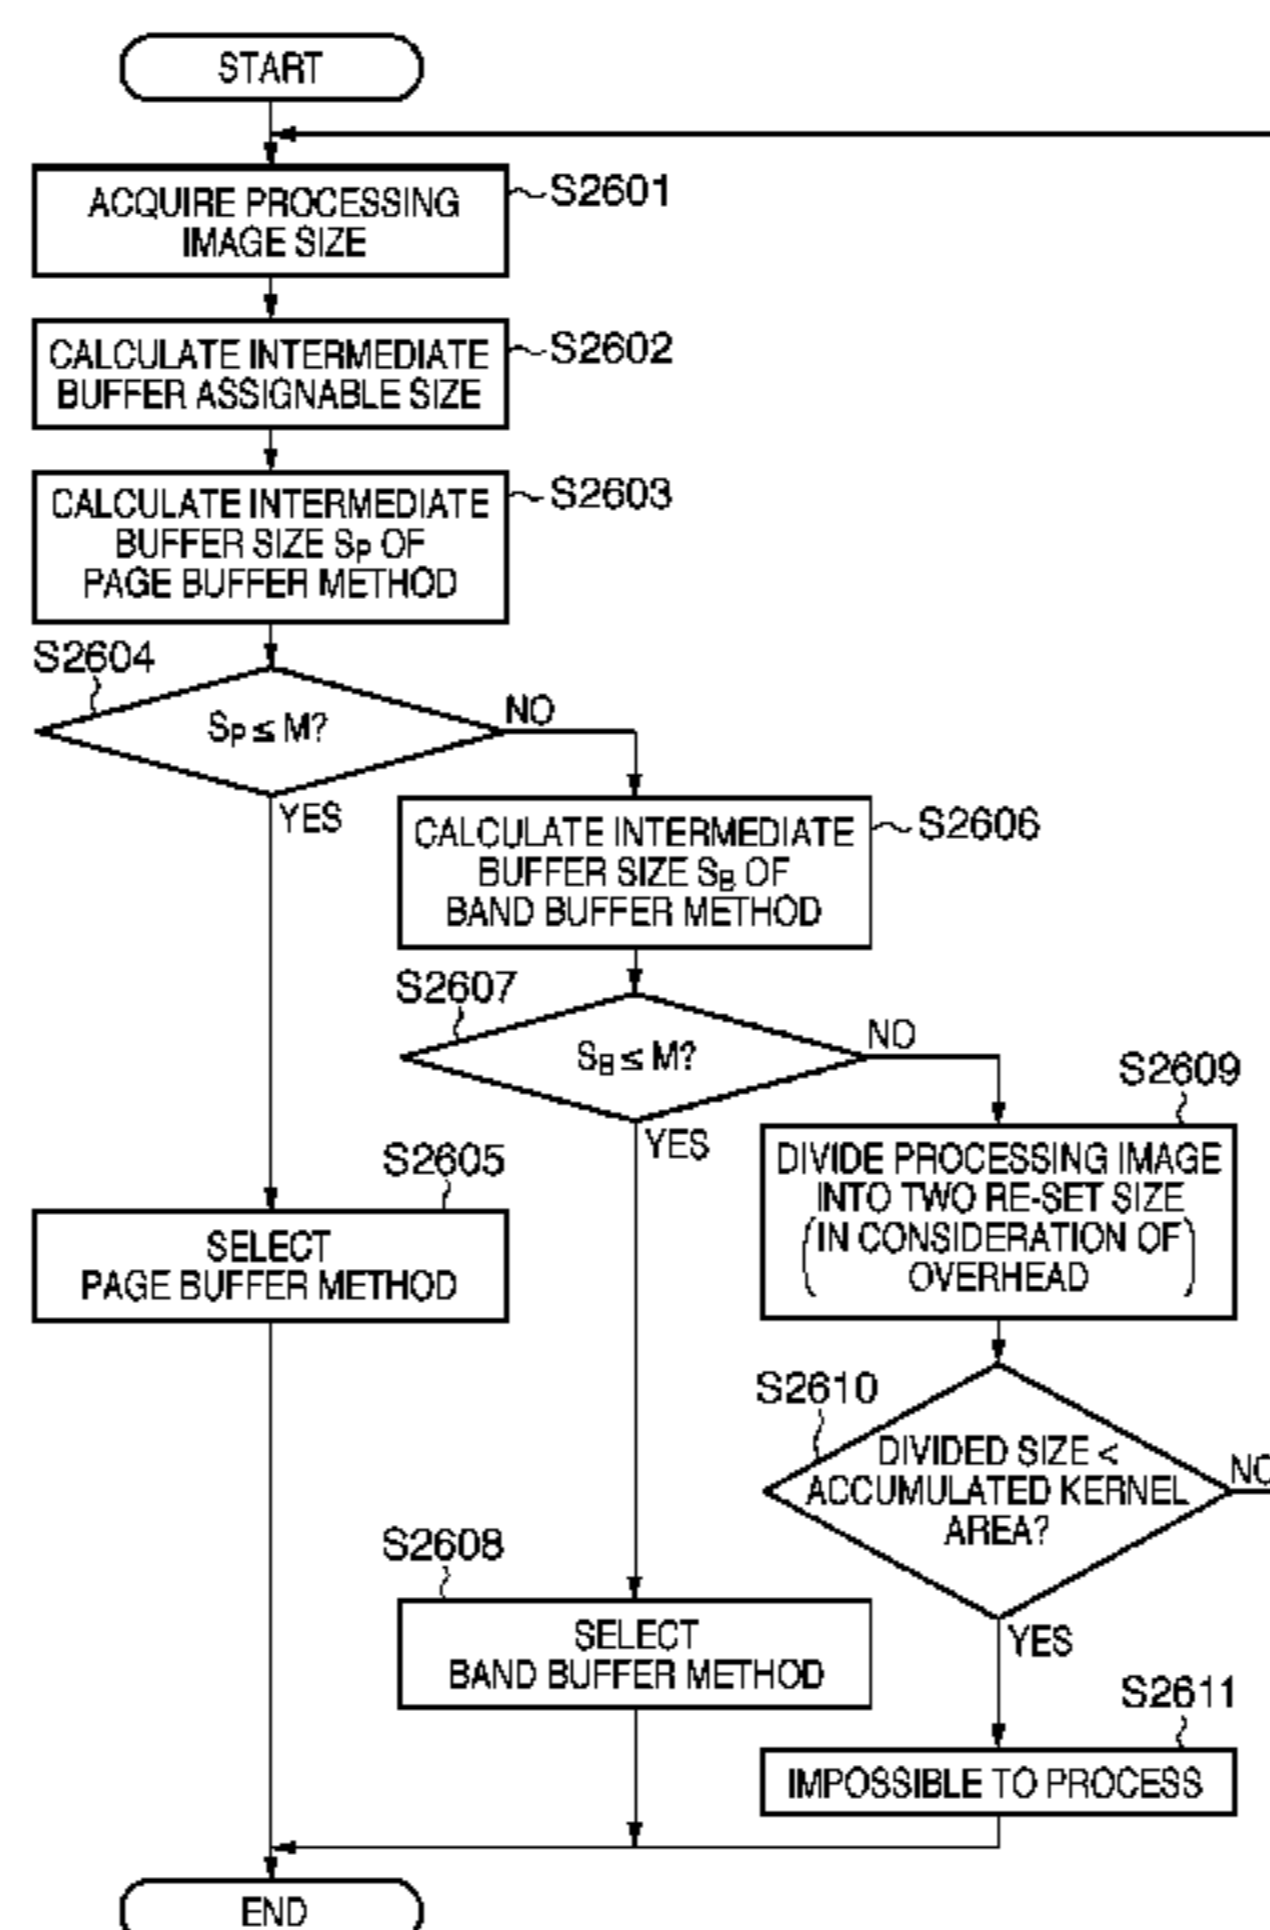 START
ACQUIRE PROCESSING
IMAGE SIZE
S2601
CALCULATE INTERMEDIATE
BUFFER ASSIGNABLE SIZE
S2602
CALCULATE INTERMEDIATE
BUFFER SIZE SP OF
PAGE BUFFER METHOD
S2603
S2604
SP ≤ M?
NO
YES
CALCULATE INTERMEDIATE
BUFFER SIZE SB OF
BAND BUFFER METHOD
S2606
S2607
SB ≤ M?
NO
YES
S2605
SELECT
PAGE BUFFER METHOD
S2609
DIVIDE PROCESSING IMAGE
INTO TWO RE-SET SIZE
(IN CONSIDERATION OF
OVERHEAD)
S2610
DIVIDED SIZE <
ACCUMULATED KERNEL
AREA?
NO
YES
S2608
SELECT
BAND BUFFER METHOD
S2611
IMPOSSIBLE TO PROCESS
END